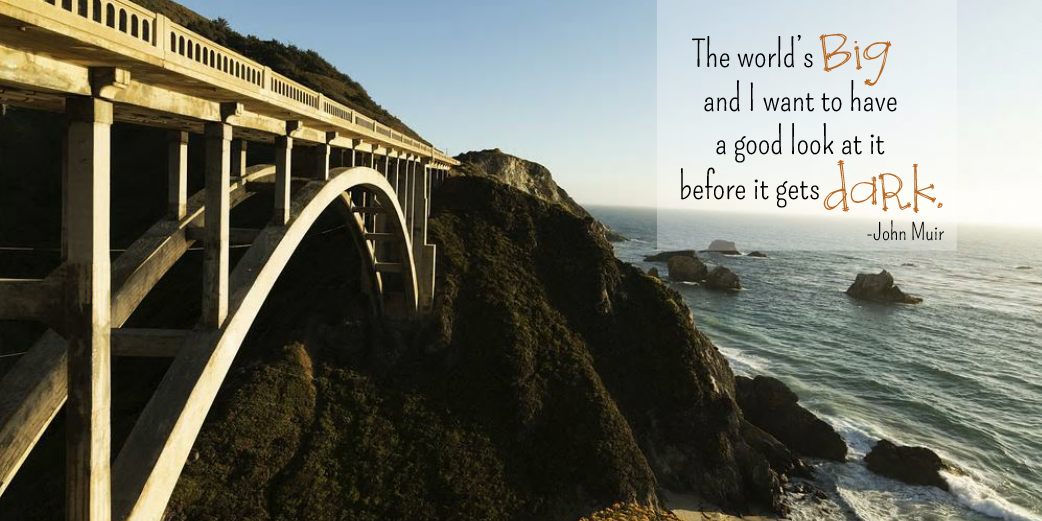 The world's Big
and I want to have
a good look at it
before it gets dark.
-John Muir